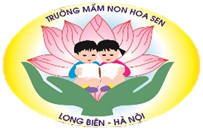 TRƯỜNG MẦM NON HOA SEN
LONG BIÊN - HÀ NỘI